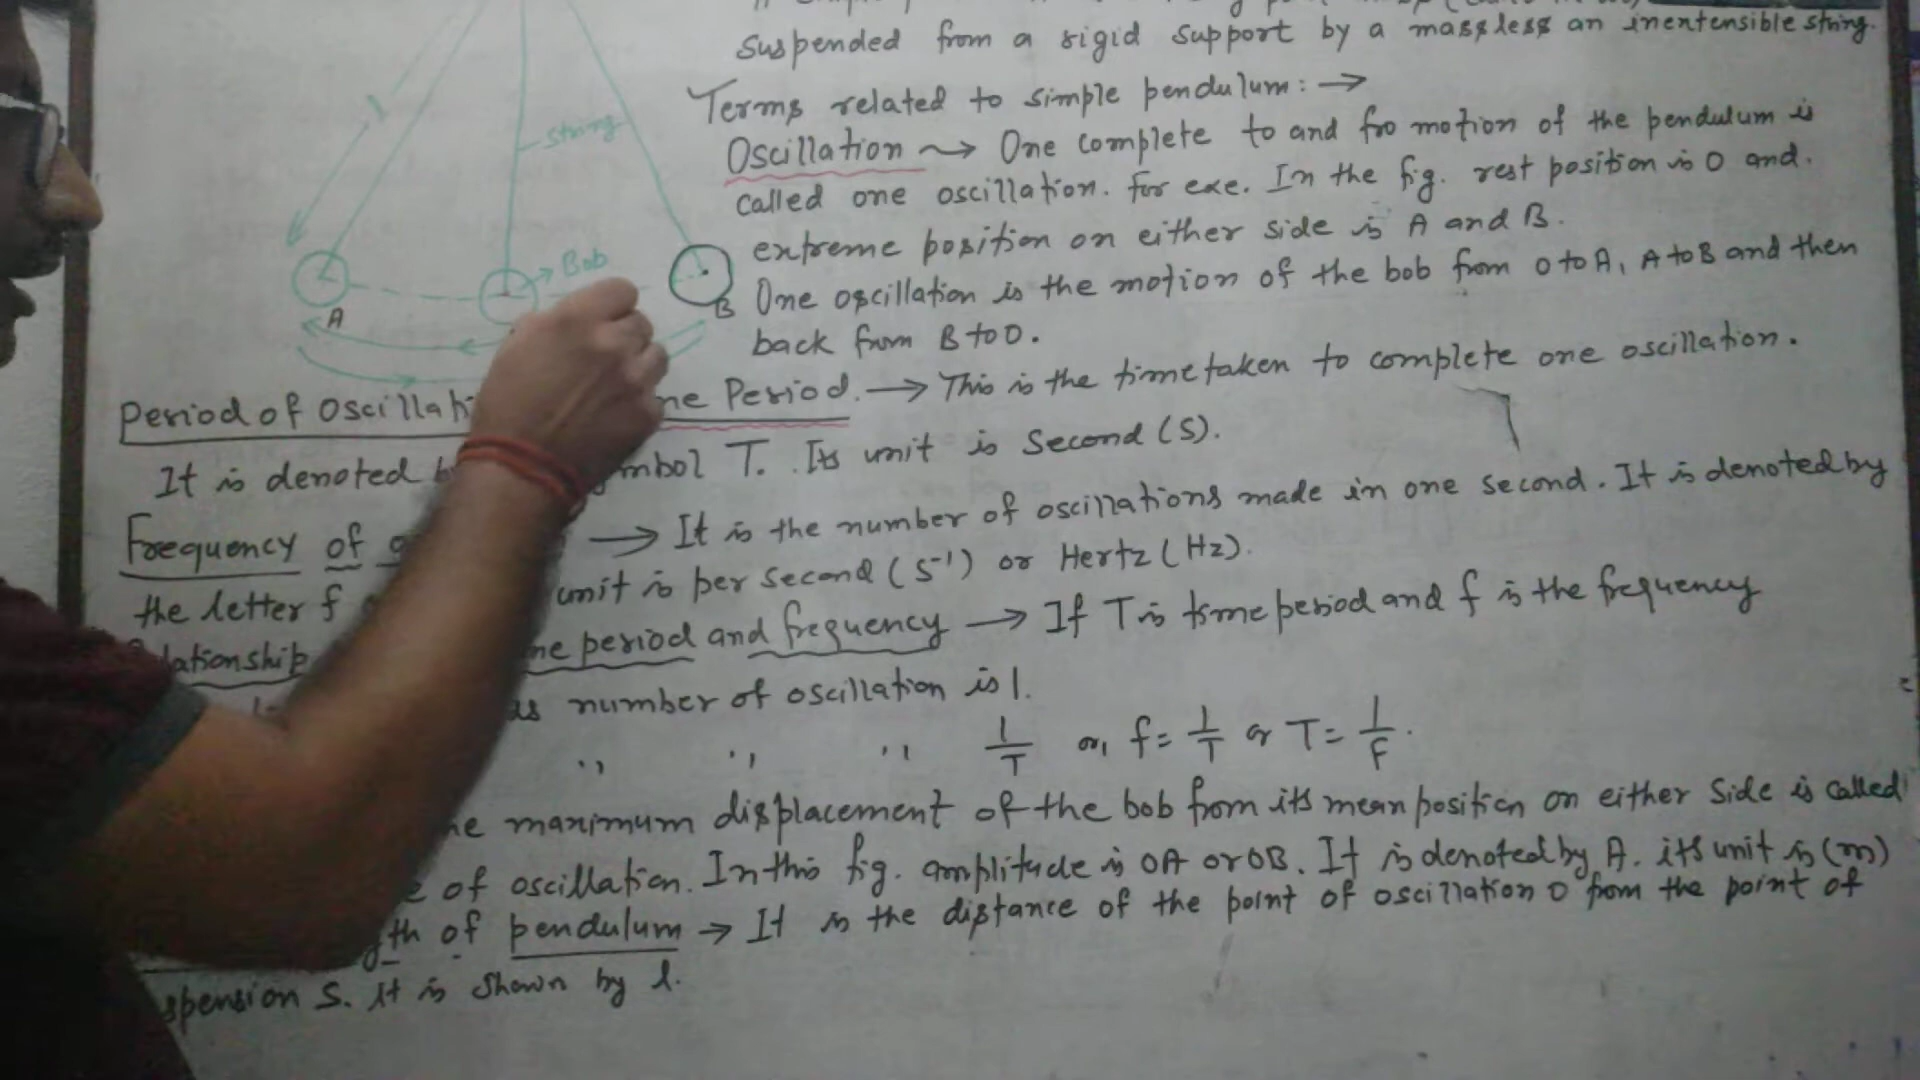 suspended from a rigid support by a massless an inextensible string.
Terms related to simple pendulum: →
Oscillation → One complete to and fro motion of the pendulum is
called one oscillation. For exe. In the fig. rest position is O and.
extreme position on either side is A and B.
One oscillation is the motion of the bob from O to A, A to B and then
back from B to O.
l
string
Bob
A
B
Period of Oscillati ne Period. → This is the time taken to complete one oscillation.
It is denoted b mbol T. Its unit is Second (S).
Frequency of → It is the number of oscillations made in one second. It is denoted by
the letter f unit is per second (S⁻¹) or Hertz (Hz).
lationship ne period and frequency → If T is time period and f is the frequency
number of oscillation is 1.
,, ,, ,, 1/T or, f = 1/T or T = 1/F.
he maximum displacement of the bob from its mean position on either side is called
e of oscillation. In this fig. amplitude is OA or OB. It is denoted by A. its unit is (m)
gth of pendulum → It is the distance of the point of oscillation O from the point of
spension S. It is shown by l.